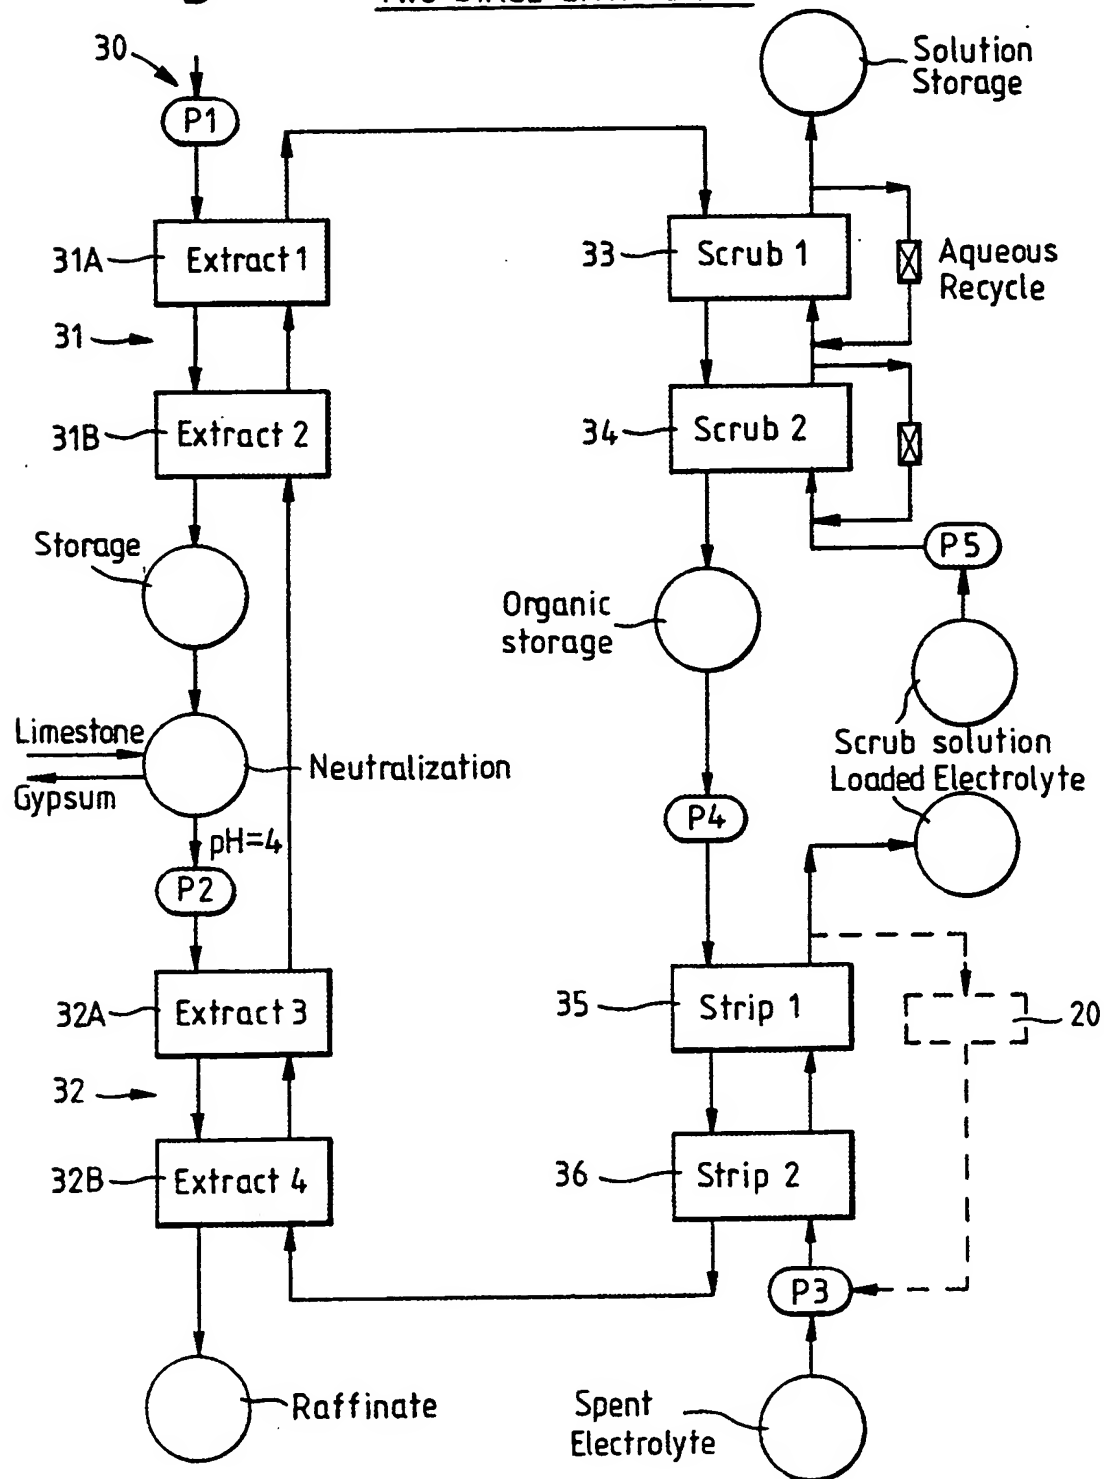 30
P1
Solution
Storage
31A
Extract 1
33
Scrub 1
Aqueous
Recycle
31
31B
Extract 2
34
Scrub 2
Storage
P5
Organic
storage
Limestone
Gypsum
Neutralization
Scrub solution
Loaded Electrolyte
pH=4
P4
P2
32A
Extract 3
35
Strip 1
20
32
32B
Extract 4
36
Strip 2
P3
Raffinate
Spent
Electrolyte